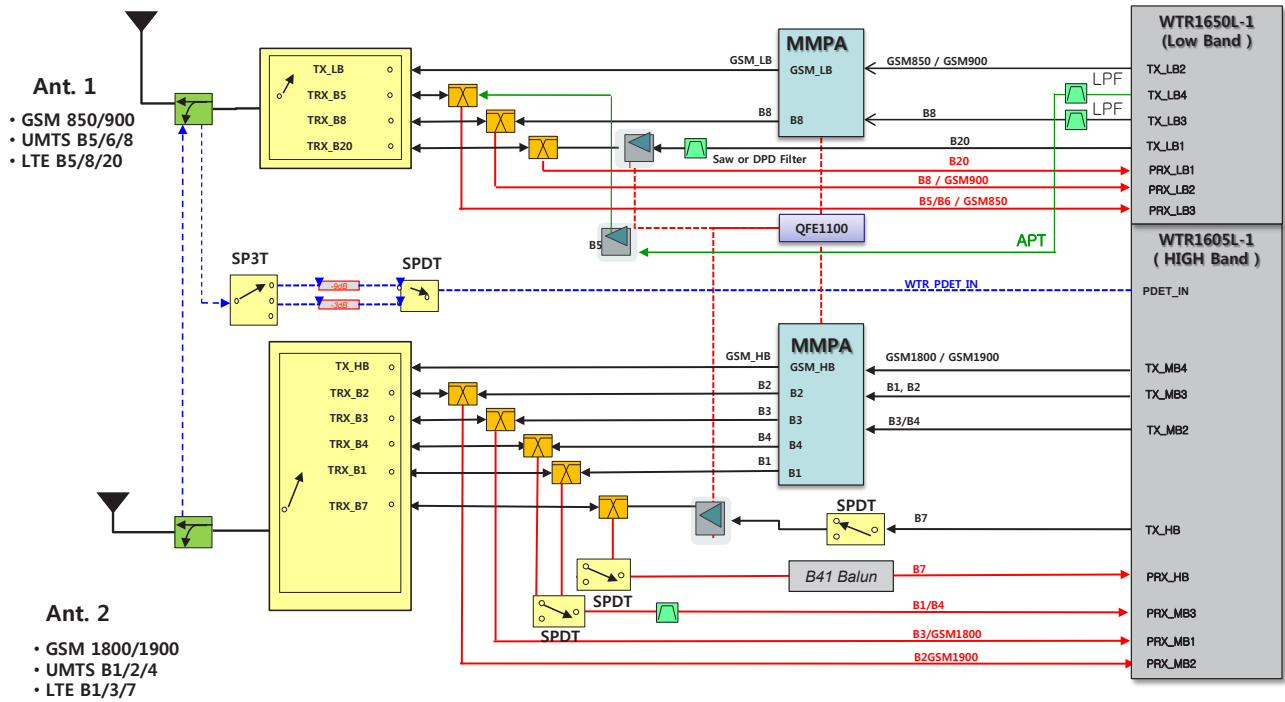 WTR1650L-1
(Low Band )
MMPA
GSM_LB
GSM_LB
GSM850 / GSM900
TX_LB2
LPF
TX_LB4
LPF
B8
B8
B8
TX_LB3
B20
TX_LB1
Saw or DPD Filter
B20
PRX_LB1
B8 / GSM900
PRX_LB2
B5/B6 / GSM850
PRX_LB3
TX_LB
TRX_B5
TRX_B8
TRX_B20
Ant. 1
• GSM 850/900
• UMTS B5/6/8
• LTE B5/8/20
QFE1100
B5
APT
WTR1605L-1
( HIGH Band )
SP3T
SPDT
-9dB
-3dB
WTR PDET IN
PDET_IN
MMPA
GSM_HB
GSM_HB
GSM1800 / GSM1900
TX_MB4
B2
B2
B1, B2
TX_MB3
B3
B3
B3/B4
TX_MB2
B4
B4
B1
B1
TX_HB
TRX_B2
TRX_B3
TRX_B4
TRX_B1
TRX_B7
SPDT
B7
TX_HB
SPDT
B41 Balun
B7
PRX_HB
SPDT
B1/B4
PRX_MB3
B3/GSM1800
PRX_MB1
B2GSM1900
PRX_MB2
Ant. 2
• GSM 1800/1900
• UMTS B1/2/4
• LTE B1/3/7